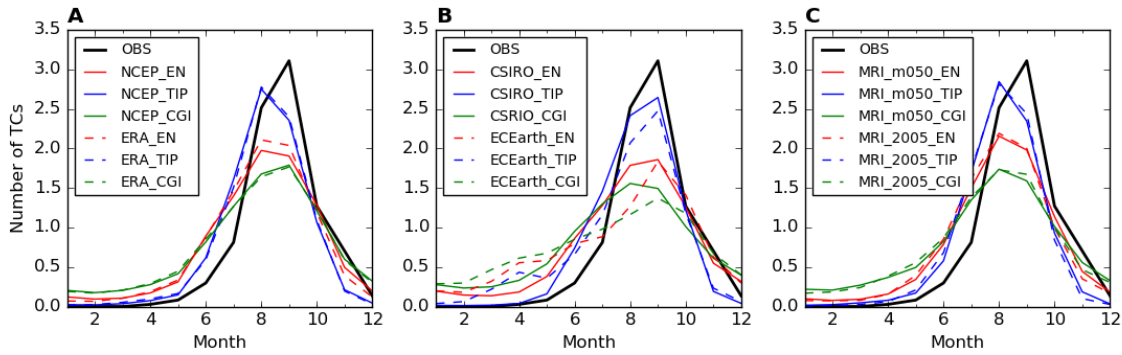 A
Number of TCs
3.5
3.0
2.5
2.0
1.5
1.0
0.5
0.0
OBS
NCEP_EN
NCEP_TIP
NCEP_CGI
ERA_EN
ERA_TIP
ERA_CGI
2 4 6 8 10 12
Month
B
3.5
3.0
2.5
2.0
1.5
1.0
0.5
0.0
OBS
CSIRO_EN
CSIRO_TIP
CSRIO_CGI
ECEarth_EN
ECEarth_TIP
ECEarth_CGI
2 4 6 8 10 12
Month
C
3.5
3.0
2.5
2.0
1.5
1.0
0.5
0.0
OBS
MRI_m050_EN
MRI_m050_TIP
MRI_m050_CGI
MRI_2005_EN
MRI_2005_TIP
MRI_2005_CGI
2 4 6 8 10 12
Month